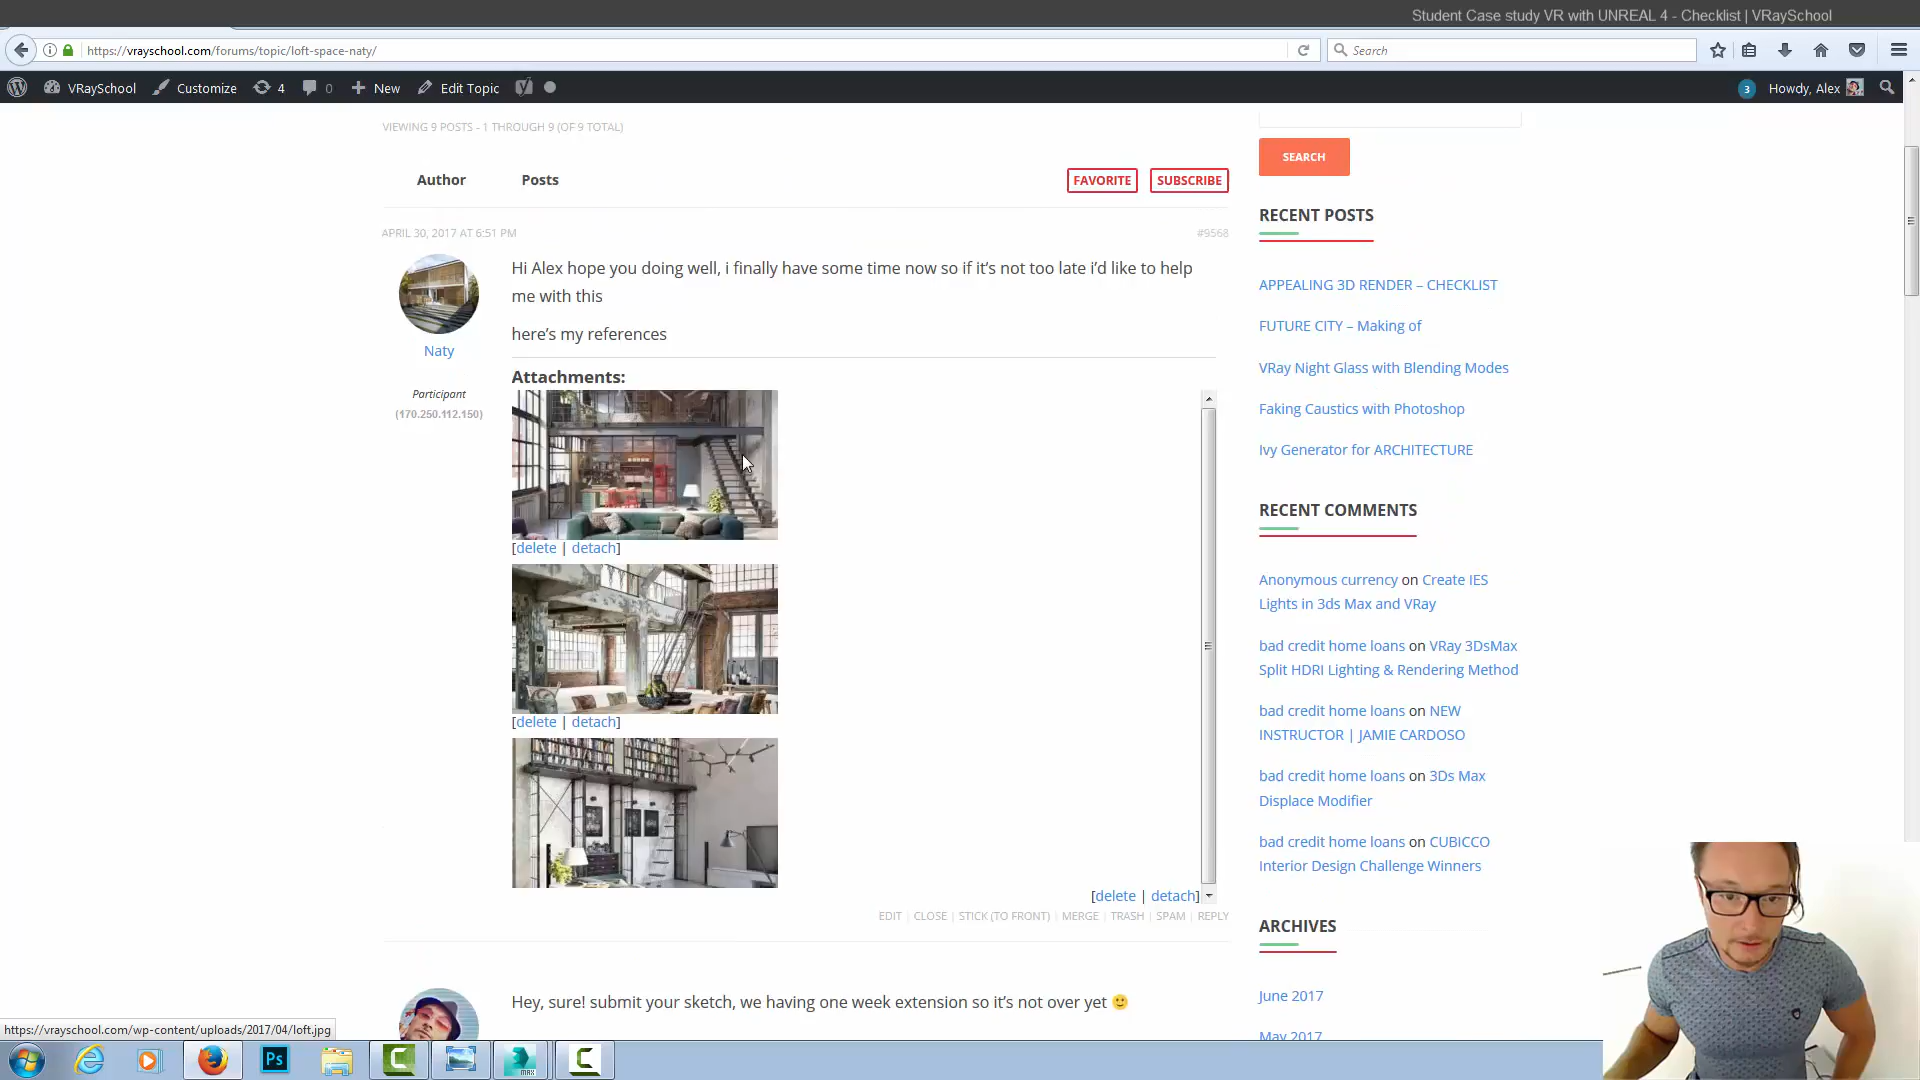 Student Case study VR with UNREAL 4 - Checklist | VRaySchool
https://vrayschool.com/forums/topic/loft-space-naty/
Search
VRaySchool
Customize
4
0
New
Edit Topic
3
Howdy, Alex
VIEWING 9 POSTS - 1 THROUGH 9 (OF 9 TOTAL)
Author
Posts
FAVORITE
SUBSCRIBE
APRIL 30, 2017 AT 6:51 PM
#9568
Naty
Participant
(170.250.112.150)
Hi Alex hope you doing well, i finally have some time now so if it's not too late i'd like to help
me with this
here's my references
Attachments:
[delete | detach]
[delete | detach]
[delete | detach]
EDIT | CLOSE | STICK (TO FRONT) | MERGE | TRASH | SPAM | REPLY
Hey, sure! submit your sketch, we having one week extension so it's not over yet 🙂
SEARCH
RECENT POSTS
APPEALING 3D RENDER – CHECKLIST
FUTURE CITY – Making of
VRay Night Glass with Blending Modes
Faking Caustics with Photoshop
Ivy Generator for ARCHITECTURE
RECENT COMMENTS
Anonymous currency on Create IES
Lights in 3ds Max and VRay
bad credit home loans on VRay 3DsMax
Split HDRI Lighting & Rendering Method
bad credit home loans on NEW
INSTRUCTOR | JAMIE CARDOSO
bad credit home loans on 3Ds Max
Displace Modifier
bad credit home loans on CUBICCO
Interior Design Challenge Winners
ARCHIVES
June 2017
May 2017
https://vrayschool.com/wp-content/uploads/2017/04/loft.jpg
Ps
C
MAX
C